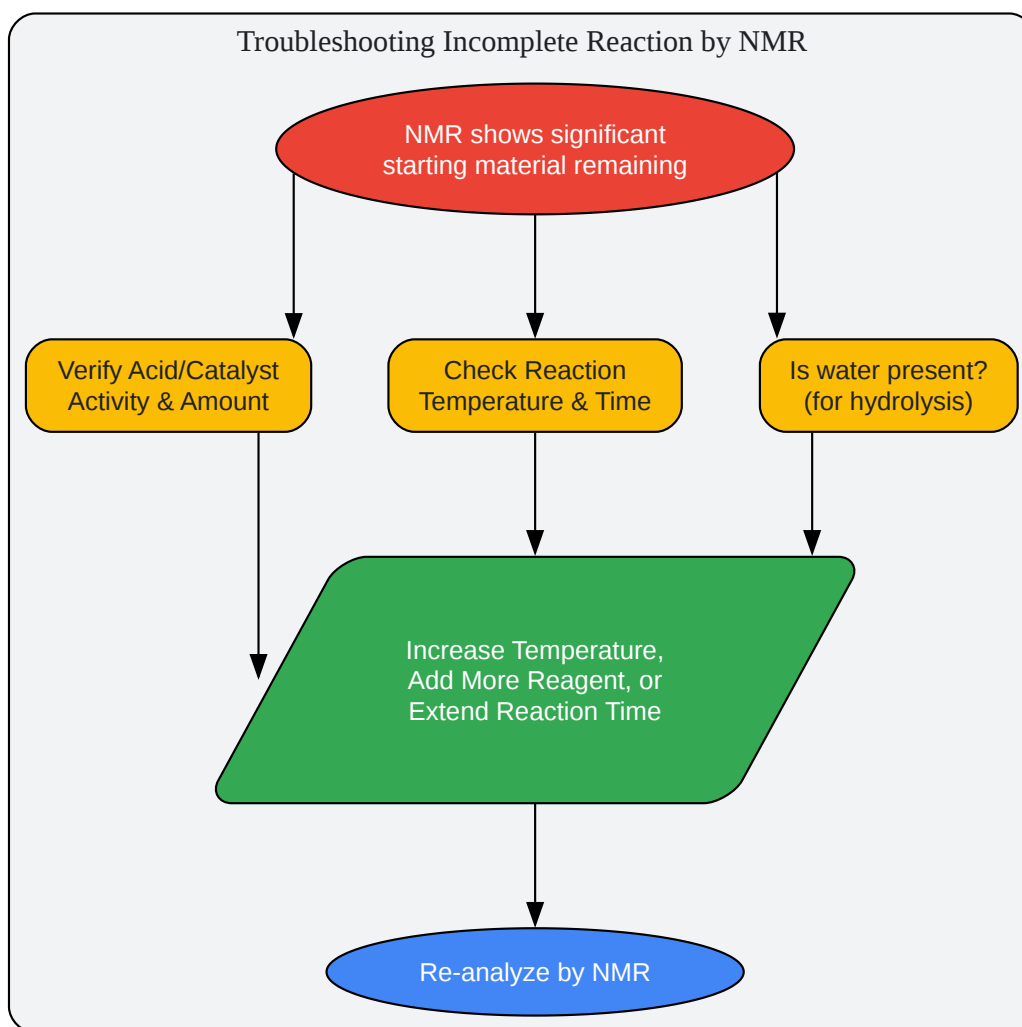 Troubleshooting Incomplete Reaction by NMR
NMR shows significant
starting material remaining
Verify Acid/Catalyst
Activity & Amount
Check Reaction
Temperature & Time
Is water present?
(for hydrolysis)
Increase Temperature,
Add More Reagent, or
Extend Reaction Time
Re-analyze by NMR